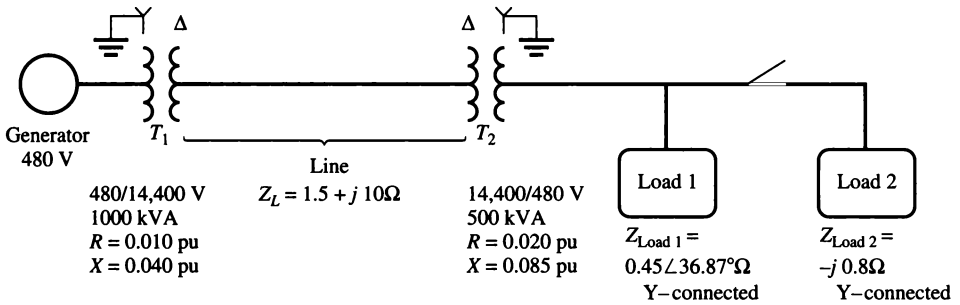 Δ
Δ
Generator
480 V
T1
T2
Line
ZL = 1.5 + j 10Ω
480/14,400 V
1000 kVA
R = 0.010 pu
X = 0.040 pu
14,400/480 V
500 kVA
R = 0.020 pu
X = 0.085 pu
Load 1
Load 2
ZLoad 1 =
0.45∠36.87°Ω
Y–connected
ZLoad 2 =
–j 0.8Ω
Y–connected